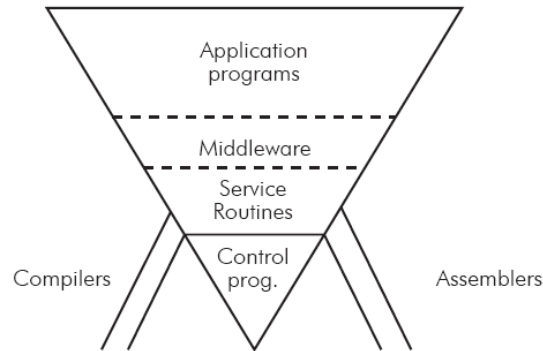 Application
programs
Middleware
Service
Routines
Control
prog.
Compilers
Assemblers